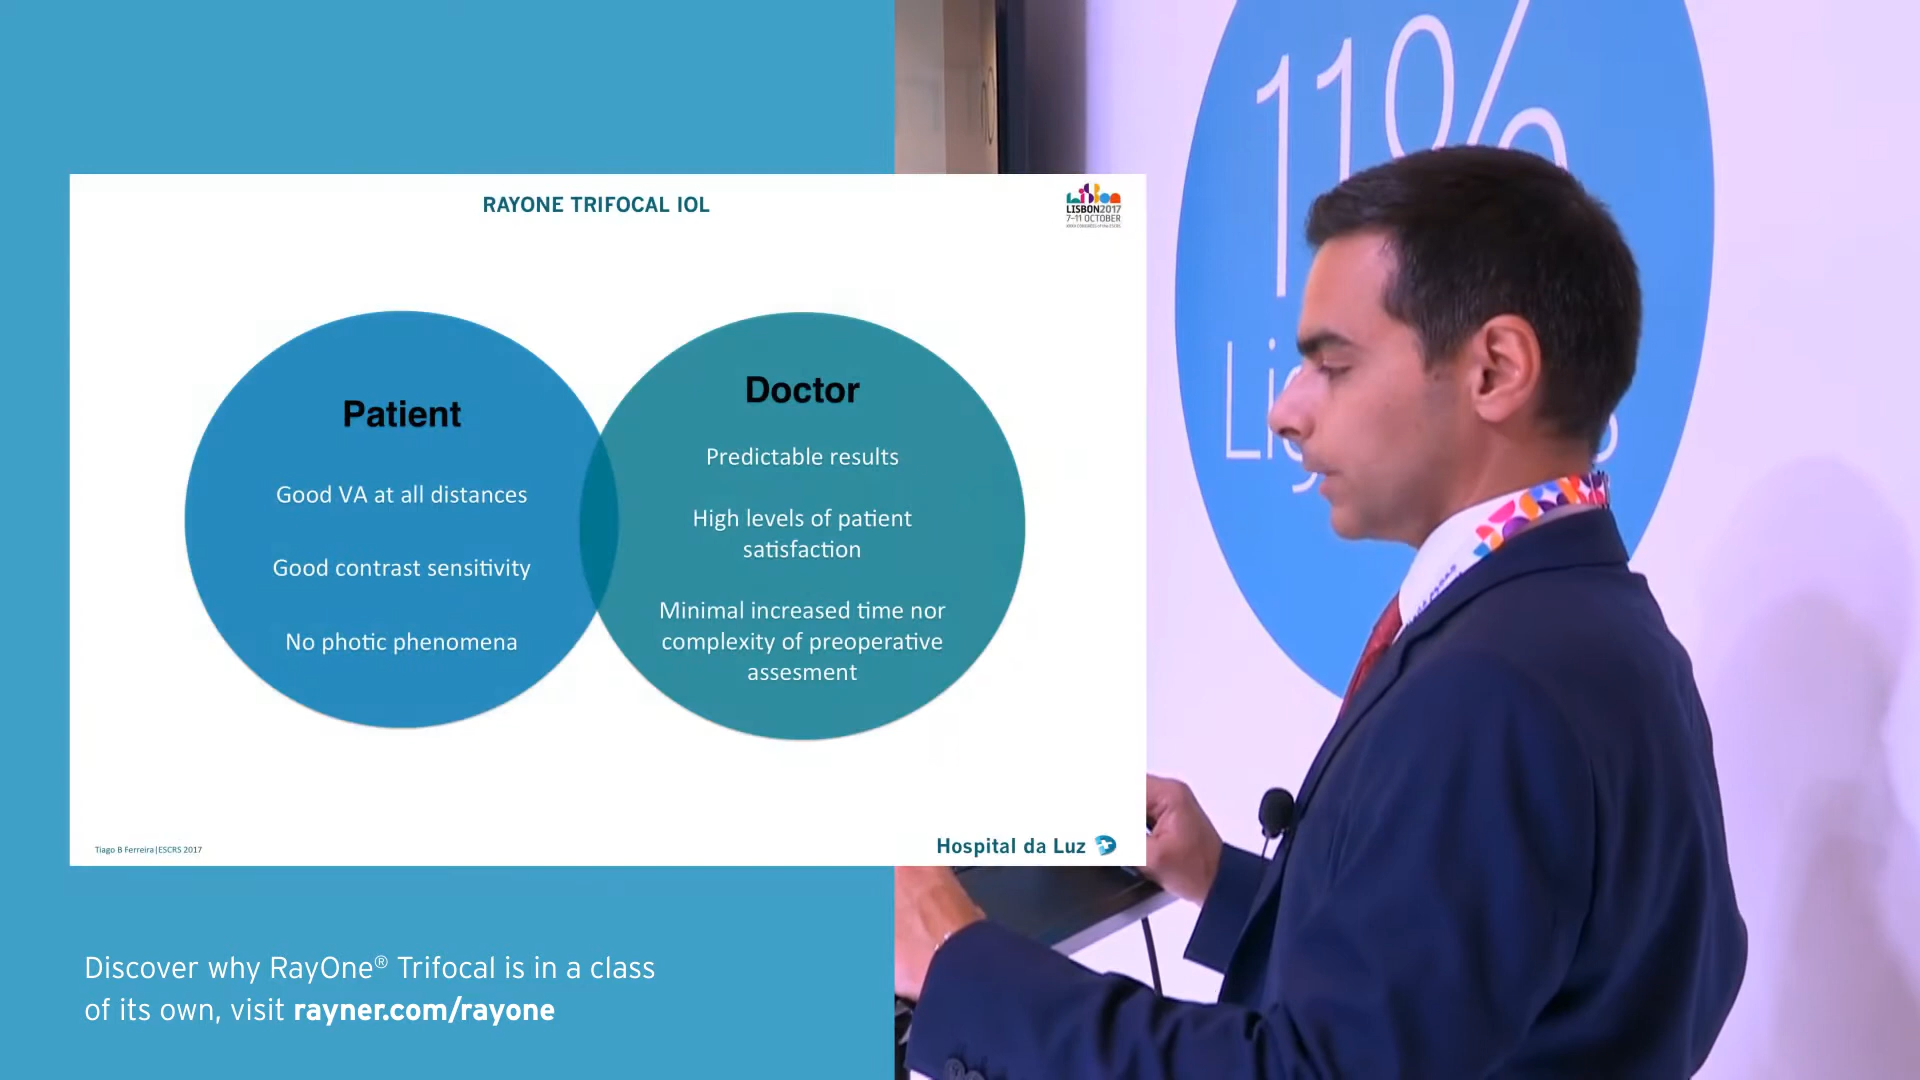 RAYONE TRIFOCAL IOL
LISBON2017
7-11 OCTOBER
Patient
Good VA at all distances
Good contrast sensitivity
No photic phenomena
Doctor
Predictable results
High levels of patient
satisfaction
Minimal increased time nor
complexity of preoperative
assesment
Tiago B Ferreira|ESCRS 2017
Hospital da Luz
Discover why RayOne® Trifocal is in a class
of its own, visit rayner.com/rayone
11%